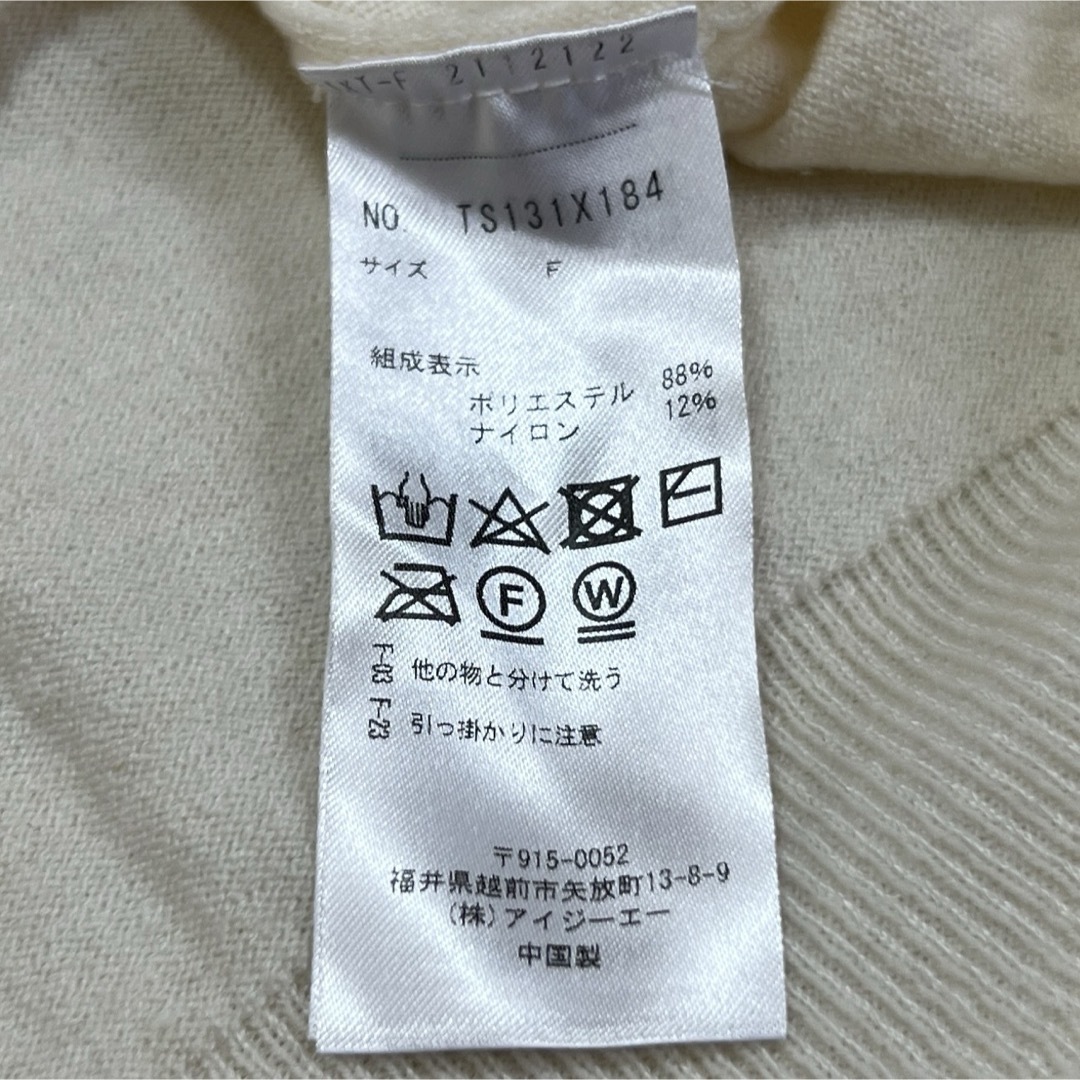 2112122
NO. TS131X184
サイズ F
組成表示
ポリエステル 88%
ナイロン 12%
F
W
F-03 他の物と分けて洗う
F-23 引っ掛かりに注意
〒915-0052
福井県越前市矢放町13-8-9
(株)アイジーエー
中国製